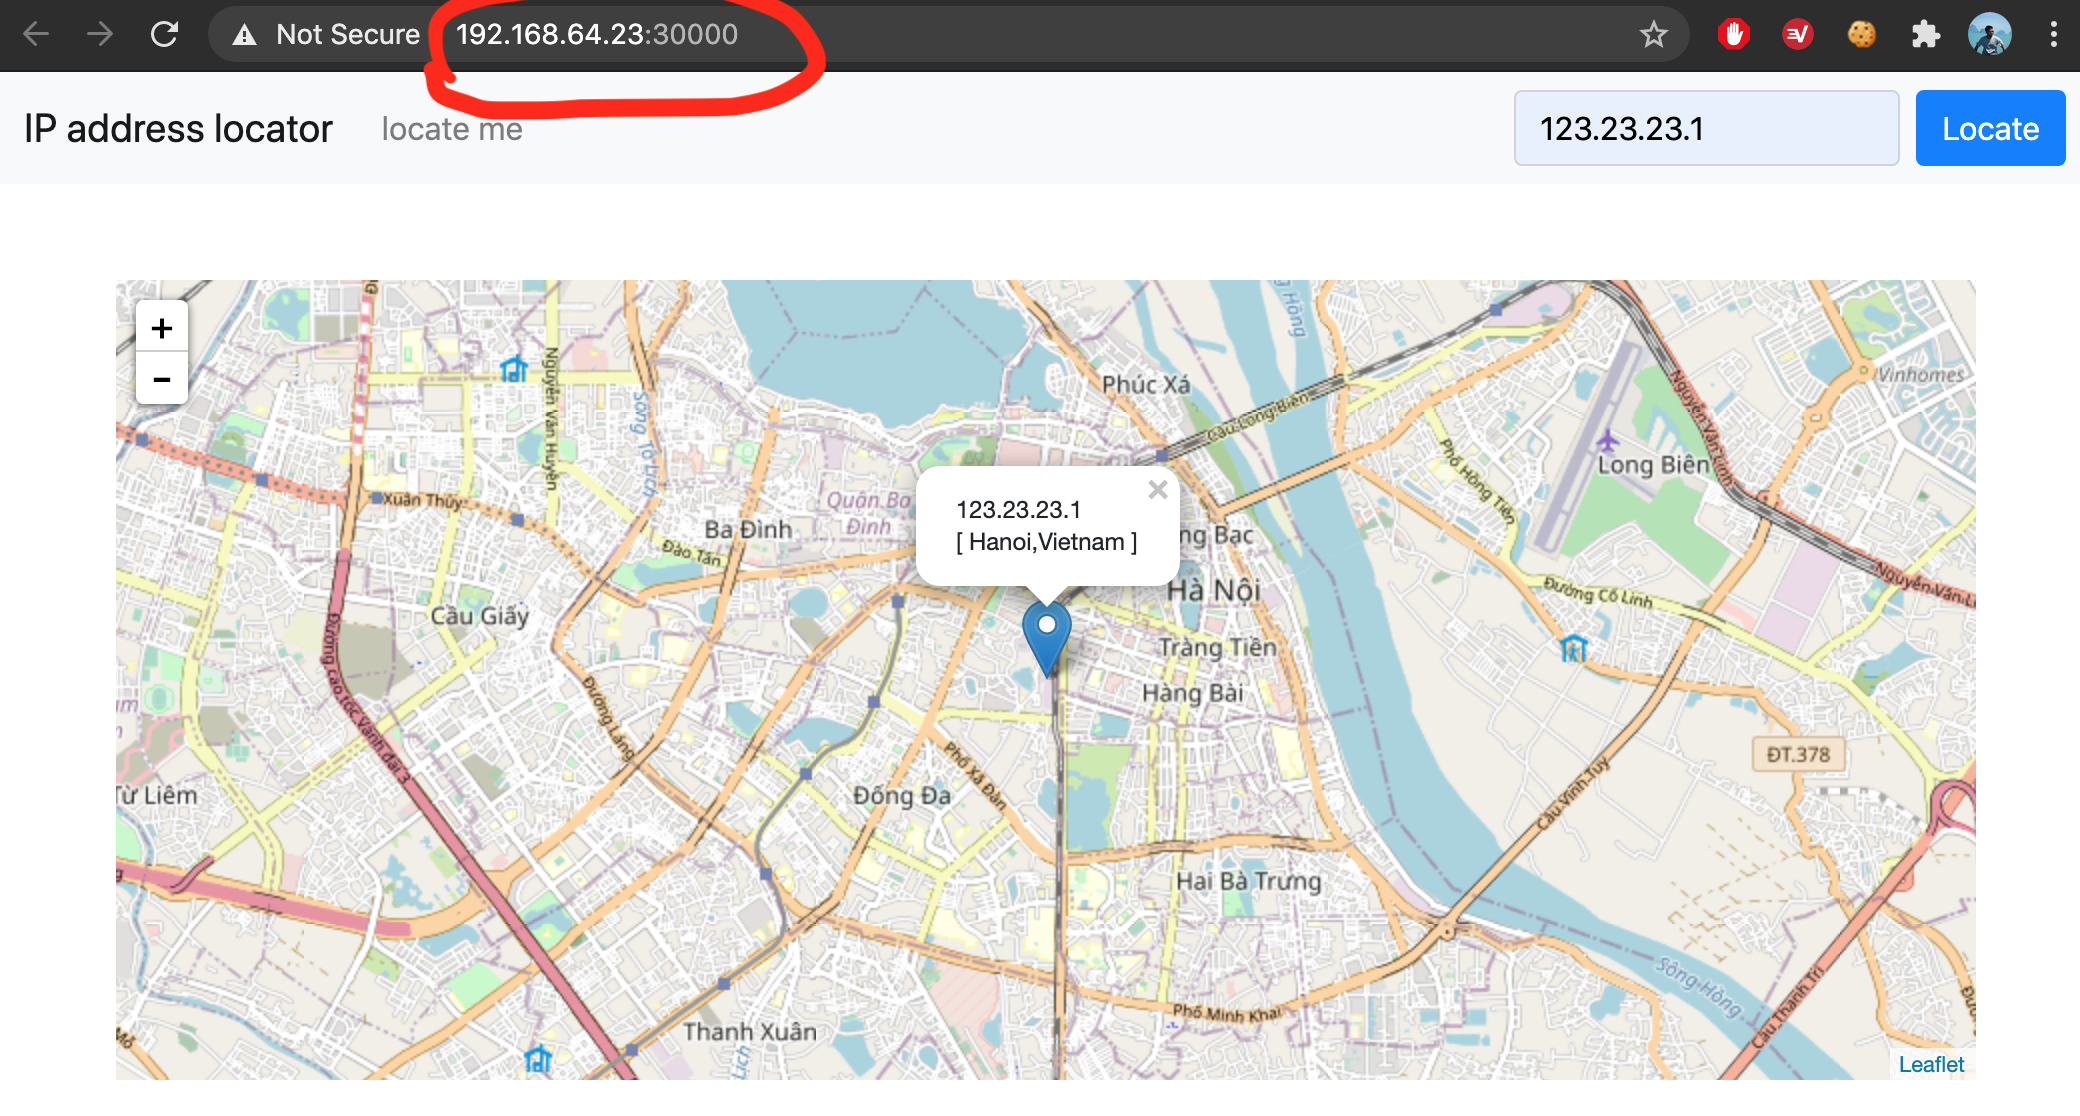 Not Secure 192.168.64.23:30000
IP address locator locate me 123.23.23.1 Locate
+
−
Phúc Xá
Cầu Long Biên
Nguyễn Văn Huyên
Sông Tô Lịch
Vinhomes
Nguyễn Văn Linh
Phố Hồng Tiến
Long Biên
Xuân Thủy
Quận Ba Đình
Ba Đình
Đào Tấn
123.23.23.1
[ Hanoi,Vietnam ]
ng Bạc
Hà Nội
Đường Cổ Linh
Nguyễn Văn L
Cầu Giấy
Tràng Tiền
Hàng Bài
Đường Láng
Đường cao tốc Vành đai 3
ĐT.378
Phố Xã Đàn
Từ Liêm
Đống Đa
Cầu Vĩnh Tuy
Hai Bà Trưng
Sông Hồng
Cầu Thanh Trì
Phố Minh Khai
Thanh Xuân
Lịch
Leaflet